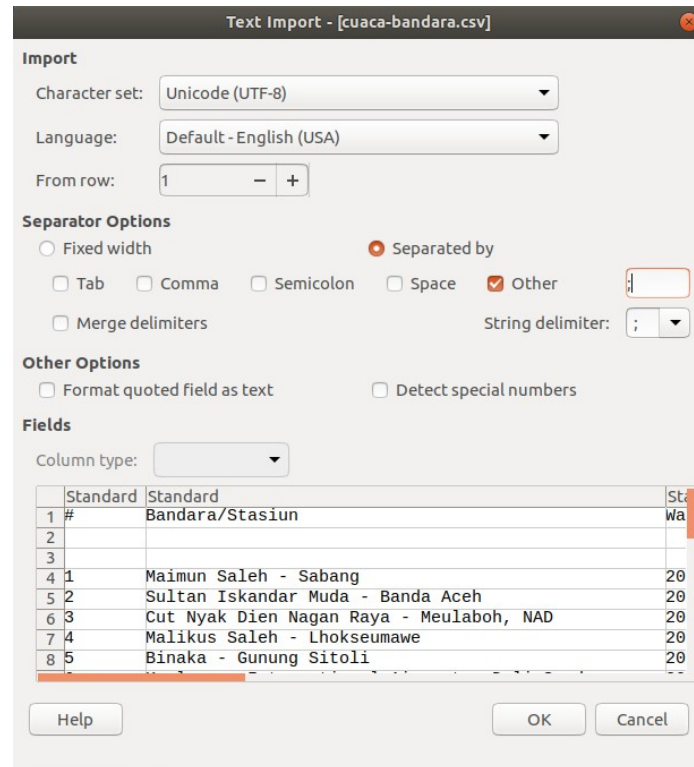 Text Import - [cuaca-bandara.csv]
Import
Character set: Unicode (UTF-8)
Language: Default - English (USA)
From row: 1 − +
Separator Options
Fixed width Separated by
Tab Comma Semicolon Space Other ;
Merge delimiters String delimiter: ;
Other Options
Format quoted field as text Detect special numbers
Fields
Column type:
Standard Standard Sta
1 # Bandara/Stasiun Wa
2
3
4 1 Maimun Saleh - Sabang 20
5 2 Sultan Iskandar Muda - Banda Aceh 20
6 3 Cut Nyak Dien Nagan Raya - Meulaboh, NAD 20
7 4 Malikus Saleh - Lhokseumawe 20
8 5 Binaka - Gunung Sitoli 20
Help OK Cancel